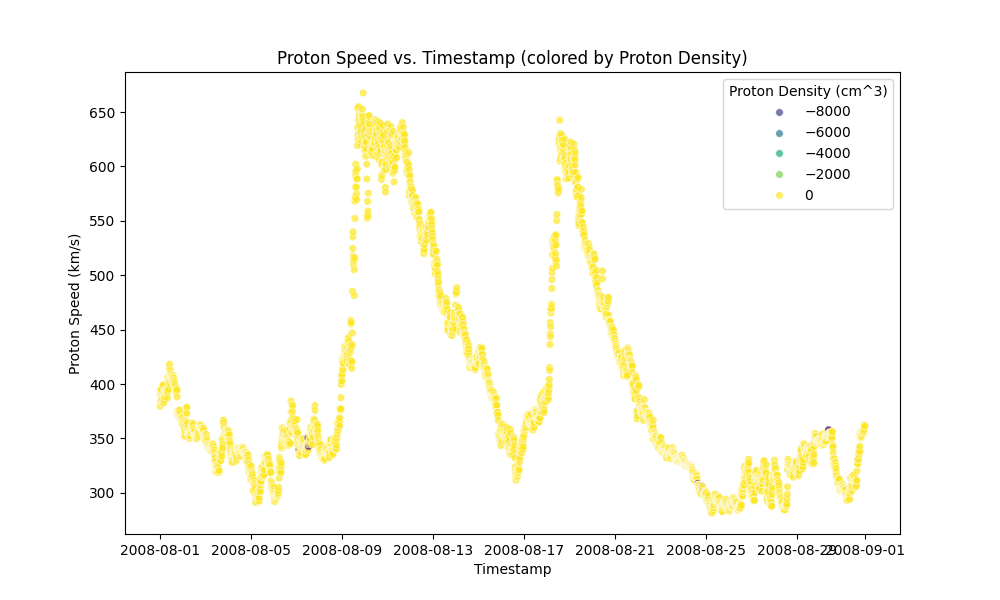 Proton Speed vs. Timestamp (colored by Proton Density)
Proton Density (cm^3)
−8000
−6000
−4000
−2000
0
Proton Speed (km/s)
650
600
550
500
450
400
350
300
2008-08-01 2008-08-05 2008-08-09 2008-08-13 2008-08-17 2008-08-21 2008-08-25 2008-08-29 2008-09-01
Timestamp